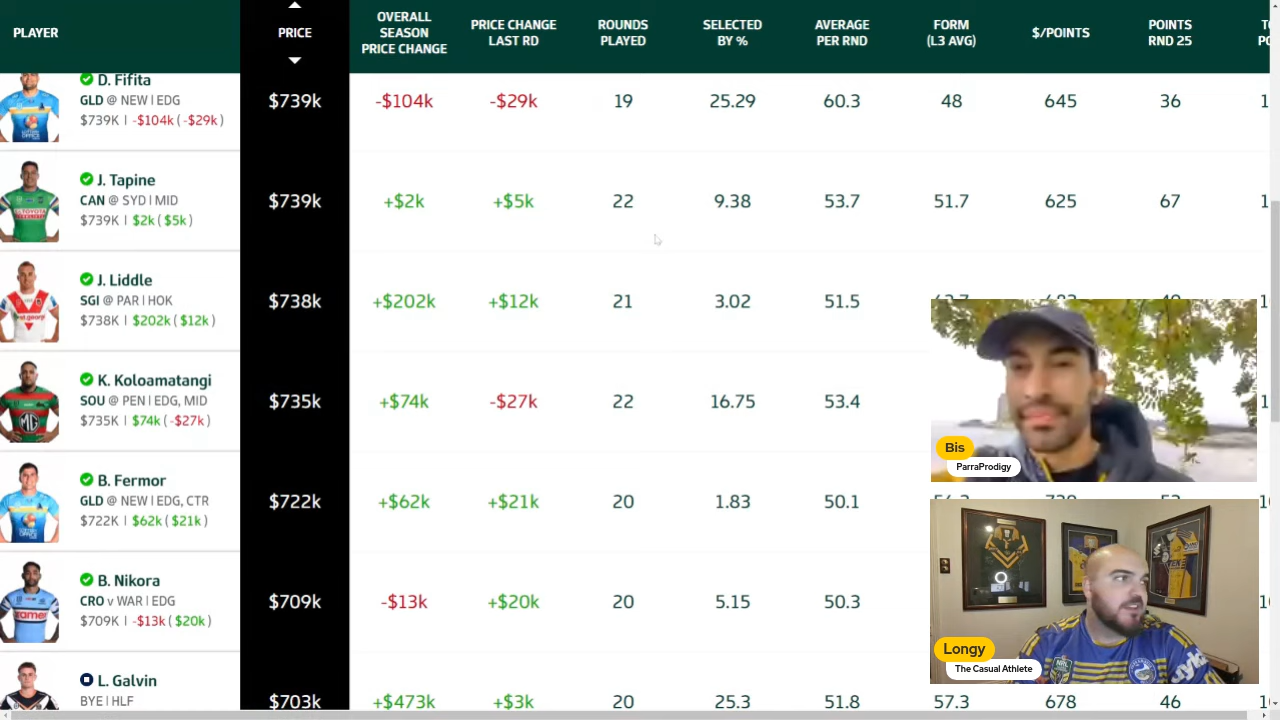 PLAYER PRICE OVERALL SEASON PRICE CHANGE PRICE CHANGE LAST RD ROUNDS PLAYED SELECTED BY % AVERAGE PER RND FORM (L3 AVG) $/POINTS POINTS RND 25
D. Fifita
GLD @ NEW | EDG $739k -$104k -$29k 19 25.29 60.3 48 645 36 1
$739K | -$104k ( -$29k )
J. Tapine
CAN @ SYD | MID $739k +$2k +$5k 22 9.38 53.7 51.7 625 67 1
$739K | $2k ( $5k )
J. Liddle
SGI @ PAR | HOK $738k +$202k +$12k 21 3.02 51.5
$738K | $202k ( $12k )
K. Koloamatangi
SOU @ PEN | EDG, MID $735k +$74k -$27k 22 16.75 53.4
$735K | $74k ( -$27k )
Bis
ParraProdigy
B. Fermor
GLD @ NEW | EDG, CTR $722k +$62k +$21k 20 1.83 50.1
$722K | $62k ( $21k )
B. Nikora
CRO v WAR | EDG $709k -$13k +$20k 20 5.15 50.3
$709K | -$13k ( $20k )
Longy
The Casual Athlete
L. Galvin
BYE | HLF $703k +$473k +$3k 20 25.3 51.8 57.3 678 46